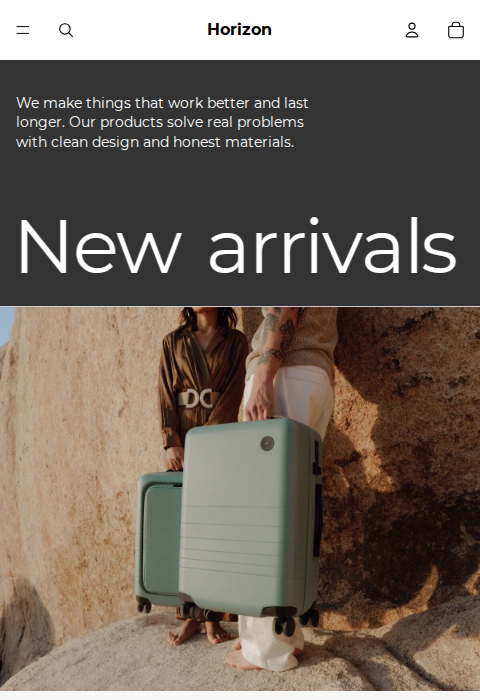 Horizon
We make things that work better and last
longer. Our products solve real problems
with clean design and honest materials.
New arrivals